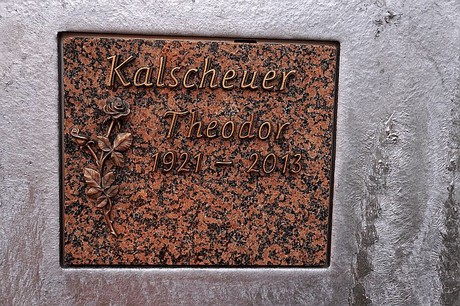 Kalscheuer
Theodor
1921 – 2013